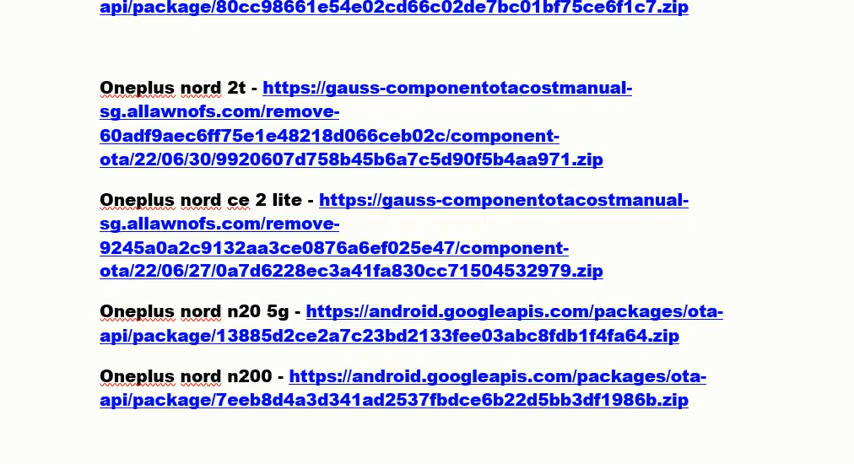 api/package/80cc98661e54e02cd66c02de7bc01bf75ce6f1c7.zip
Oneplus nord 2t - https://gauss-componentotacostmanual-
sg.allawnofs.com/remove-
60adf9aec6ff75e1e48218d066ceb02c/component-
ota/22/06/30/9920607d758b45b6a7c5d90f5b4aa971.zip
Oneplus nord ce 2 lite - https://gauss-componentotacostmanual-
sg.allawnofs.com/remove-
9245a0a2c9132aa3ce0876a6ef025e47/component-
ota/22/06/27/0a7d6228ec3a41fa830cc71504532979.zip
Oneplus nord n20 5g - https://android.googleapis.com/packages/ota-
api/package/13885d2ce2a7c23bd2133fee03abc8fdb1f4fa64.zip
Oneplus nord n200 - https://android.googleapis.com/packages/ota-
api/package/7eeb8d4a3d341ad2537fbdce6b22d5bb3df1986b.zip